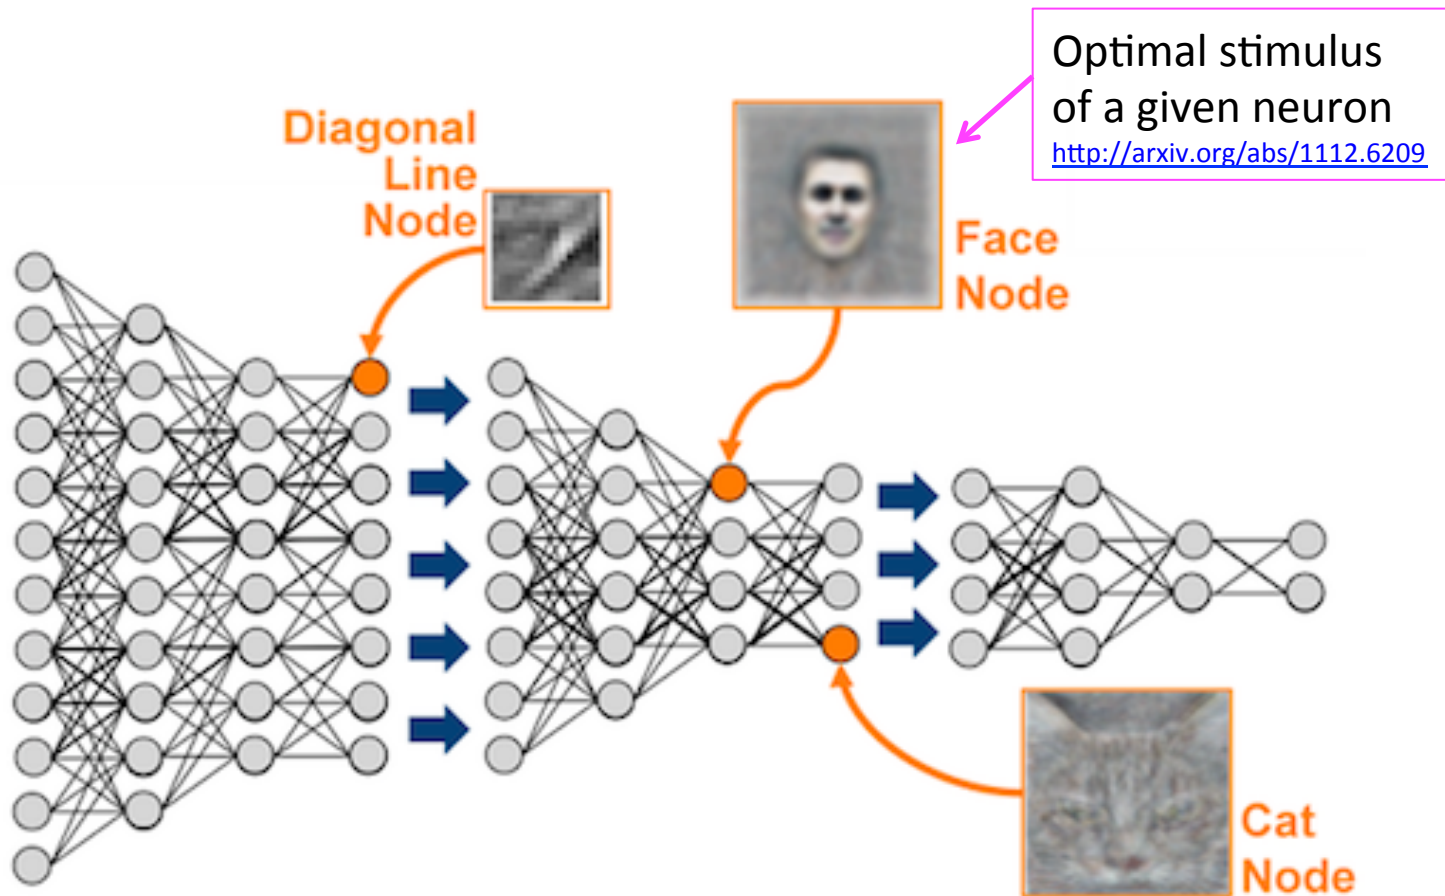 Optimal stimulus
of a given neuron
http://arxiv.org/abs/1112.6209
Diagonal
Line
Node
Face
Node
Cat
Node